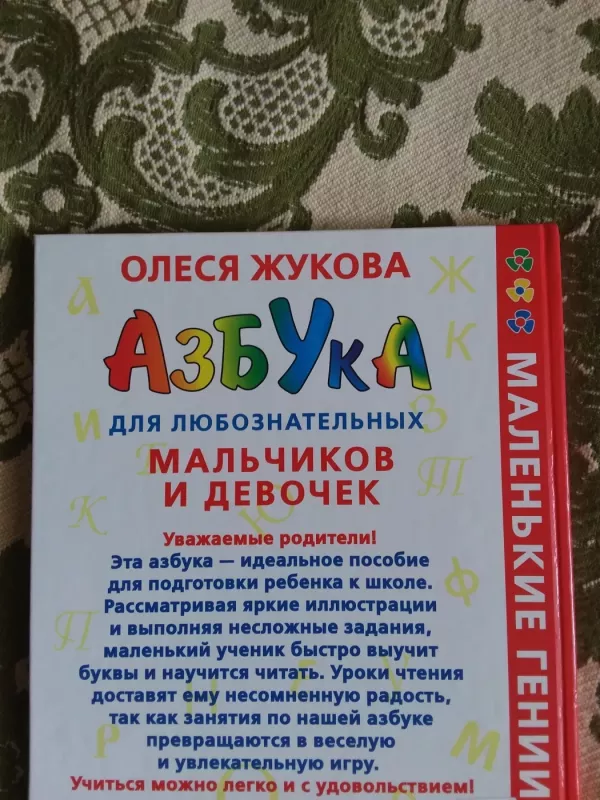 ОЛЕСЯ ЖУКОВА
АЗБУКА
ДЛЯ ЛЮБОЗНАТЕЛЬНЫХ
МАЛЬЧИКОВ
И ДЕВОЧЕК
Уважаемые родители!
Эта азбука — идеальное пособие
для подготовки ребенка к школе.
Рассматривая яркие иллюстрации
и выполняя несложные задания,
маленький ученик быстро выучит
буквы и научится читать. Уроки чтения
доставят ему несомненную радость,
так как занятия по нашей азбуке
превращаются в веселую
и увлекательную игру.
Учиться можно легко и с удовольствием!
МАЛЕНЬКИЕ ГЕНИИ
А
Ж
К
И
З
Т
К
Ю
П
Ф
М